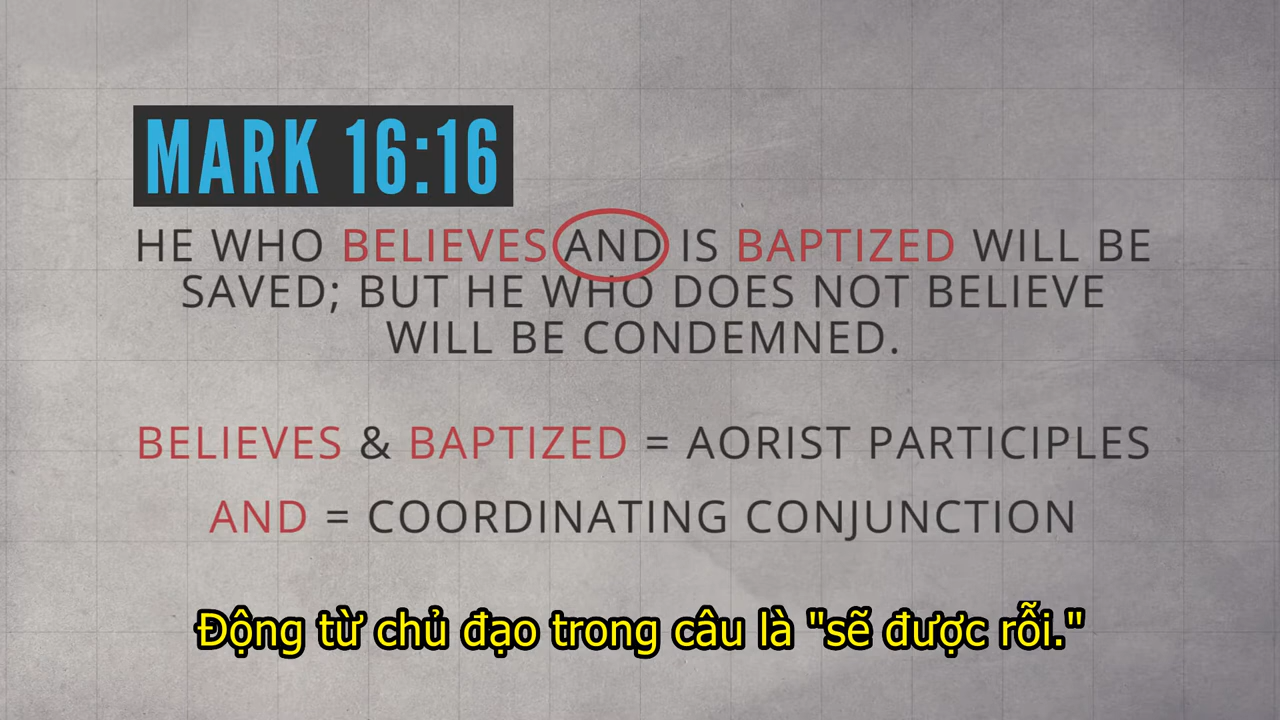 MARK 16:16
HE WHO BELIEVES AND IS BAPTIZED WILL BE
SAVED; BUT HE WHO DOES NOT BELIEVE
WILL BE CONDEMNED.
BELIEVES & BAPTIZED = AORIST PARTICIPLES
AND = COORDINATING CONJUNCTION
Động từ chủ đạo trong câu là "sẽ được rỗi."